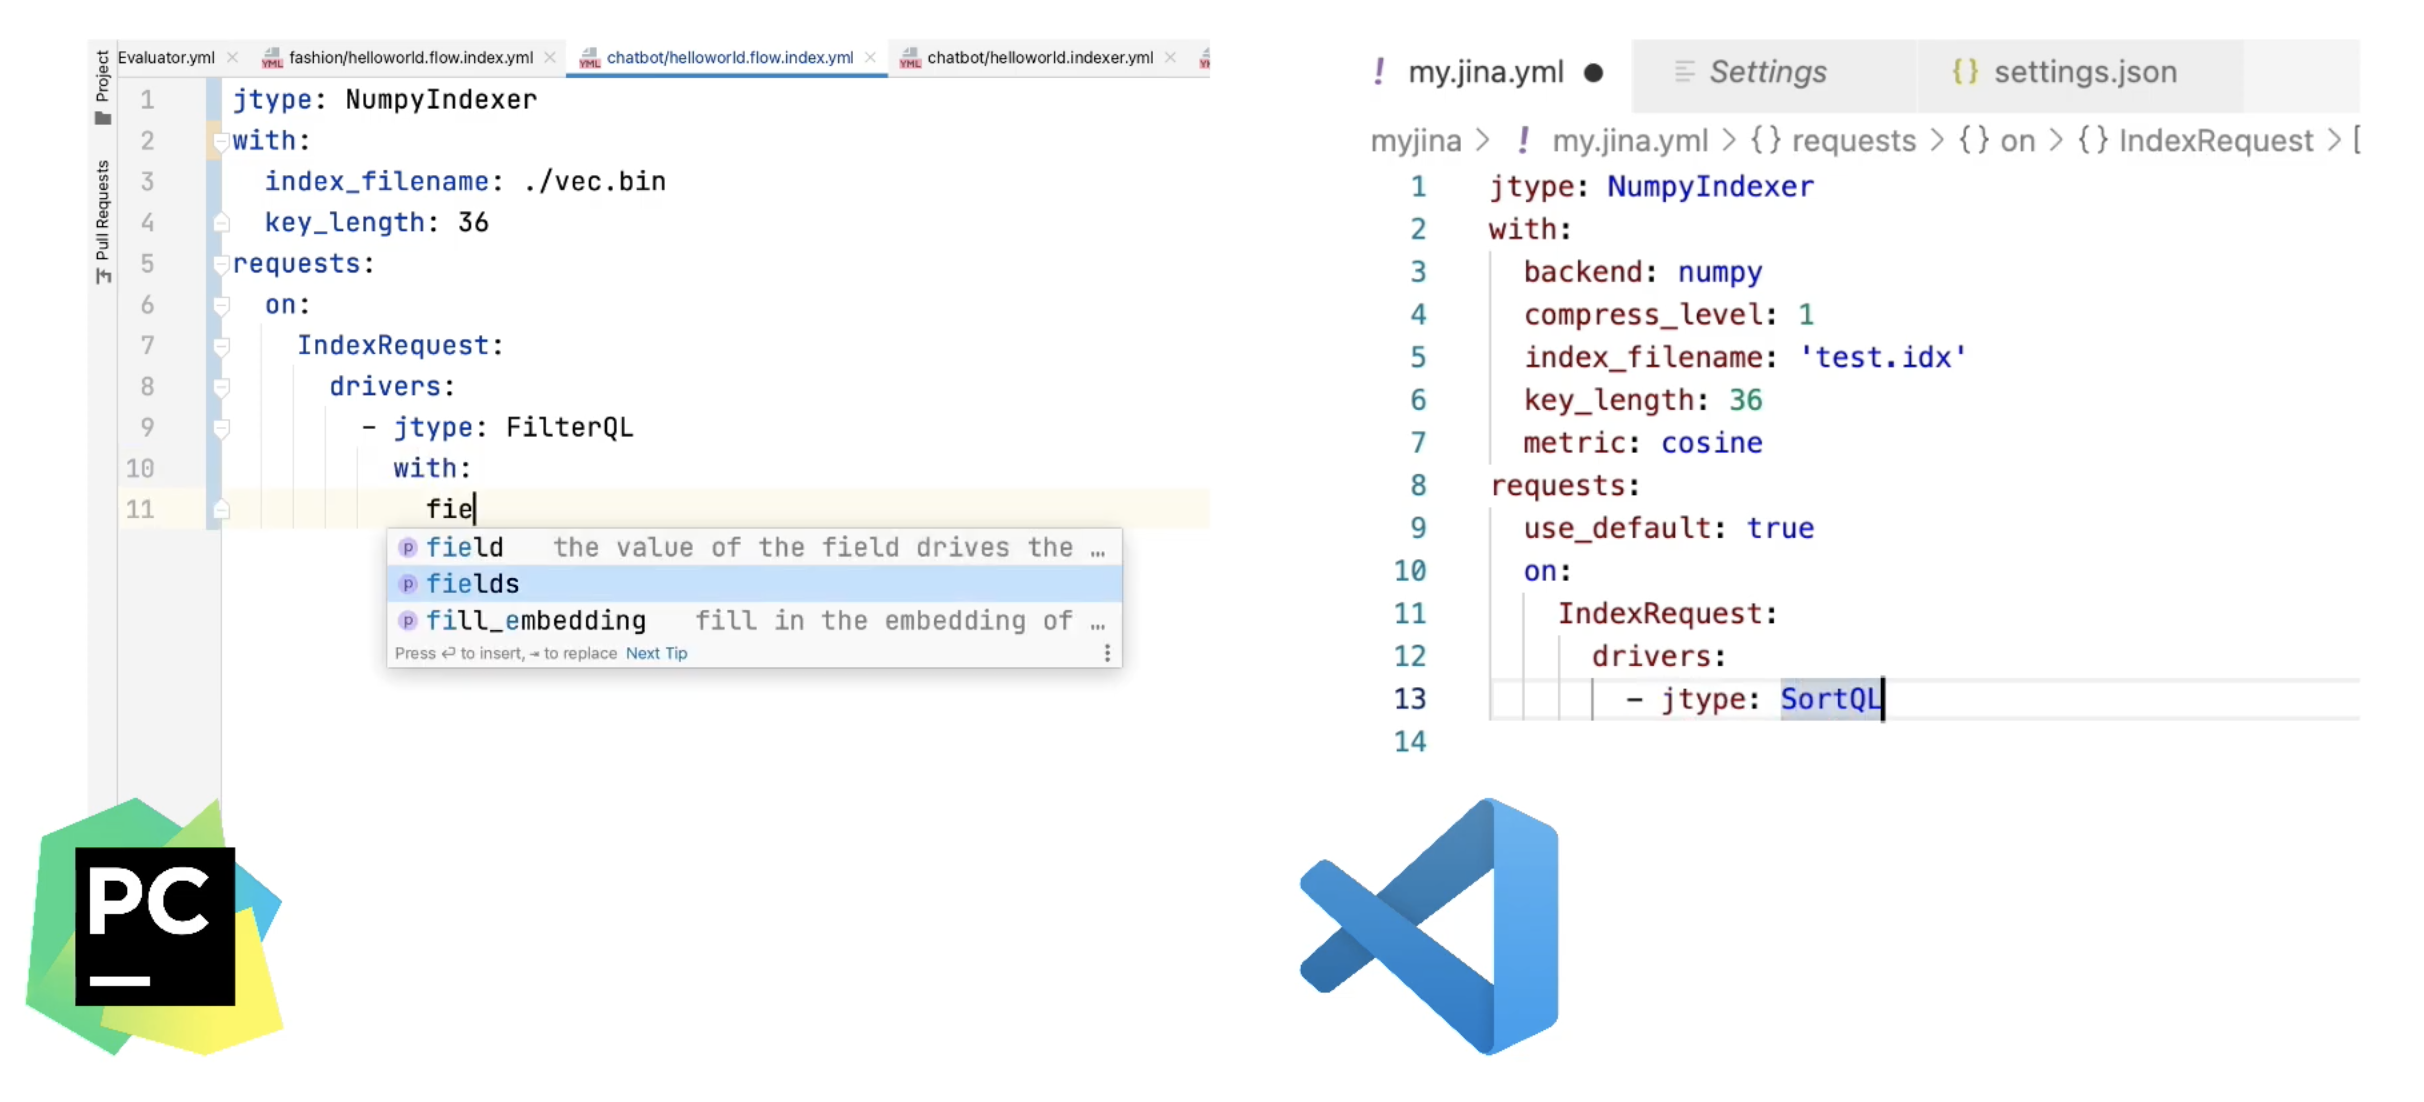 Project
Pull Requests
Evaluator.yml fashion/helloworld.flow.index.yml chatbot/helloworld.flow.index.yml chatbot/helloworld.indexer.yml
1 jtype: NumpyIndexer
2 with:
3 index_filename: ./vec.bin
4 key_length: 36
5 requests:
6 on:
7 IndexRequest:
8 drivers:
9 - jtype: FilterQL
10 with:
11 fie
field the value of the field drives the …
fields
fill_embedding fill in the embedding of …
Press ↩ to insert, ⇥ to replace Next Tip
PC
! my.jina.yml ● Settings {} settings.json
myjina > ! my.jina.yml > {} requests > {} on > {} IndexRequest > [
1 jtype: NumpyIndexer
2 with:
3 backend: numpy
4 compress_level: 1
5 index_filename: 'test.idx'
6 key_length: 36
7 metric: cosine
8 requests:
9 use_default: true
10 on:
11 IndexRequest:
12 drivers:
13 - jtype: SortQL
14